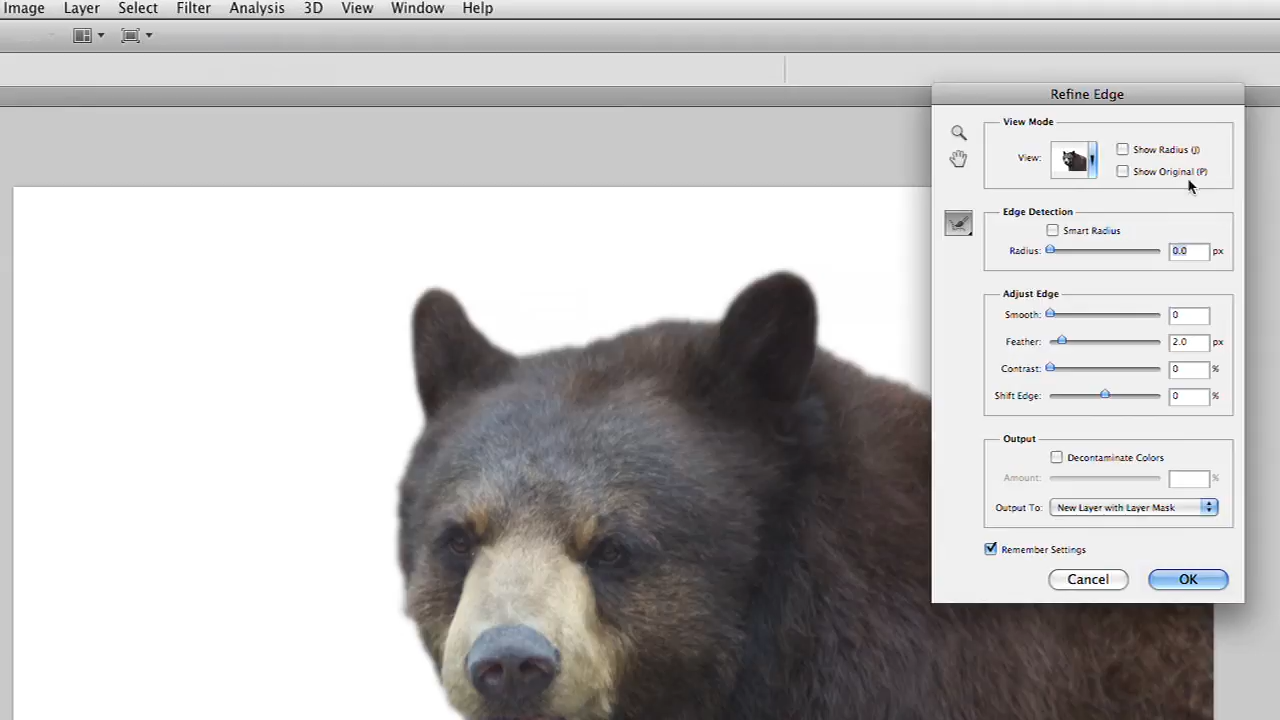 Image Layer Select Filter Analysis 3D View Window Help
Refine Edge
View Mode
View:
Show Radius (J)
Show Original (P)
Edge Detection
Smart Radius
Radius: 0.0 px
Adjust Edge
Smooth: 0
Feather: 2.0 px
Contrast: 0 %
Shift Edge: 0 %
Output
Decontaminate Colors
Amount: %
Output To: New Layer with Layer Mask
Remember Settings
Cancel OK